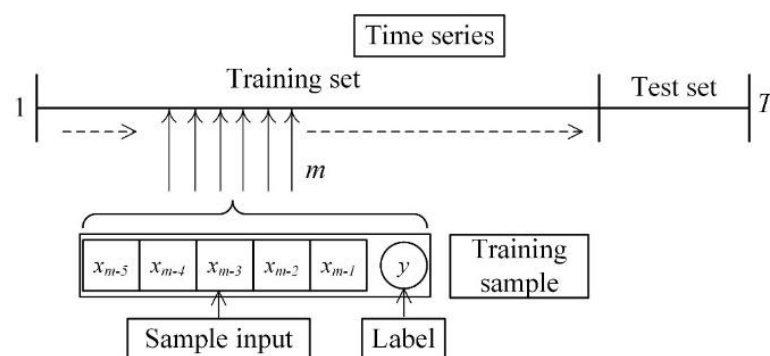 Time series
Training set
Test set
1
T
m
x_{m-5} x_{m-4} x_{m-3} x_{m-2} x_{m-1} y
Training
sample
Sample input
Label